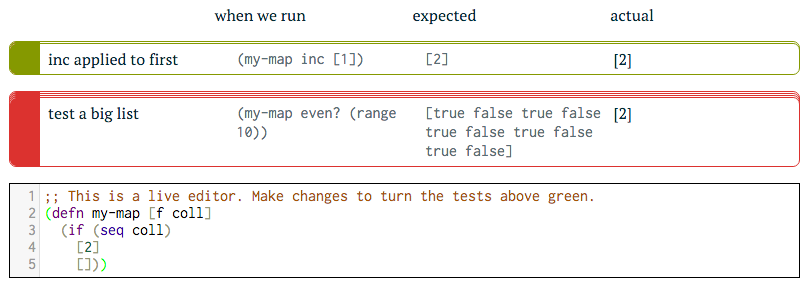 when we run expected actual
inc applied to first (my-map inc [1]) [2] [2]
test a big list (my-map even? (range [true false true false [2]
10)) true false true false
true false]
1 ;; This is a live editor. Make changes to turn the tests above green.
2 (defn my-map [f coll]
3   (if (seq coll)
4     [2]
5     []))